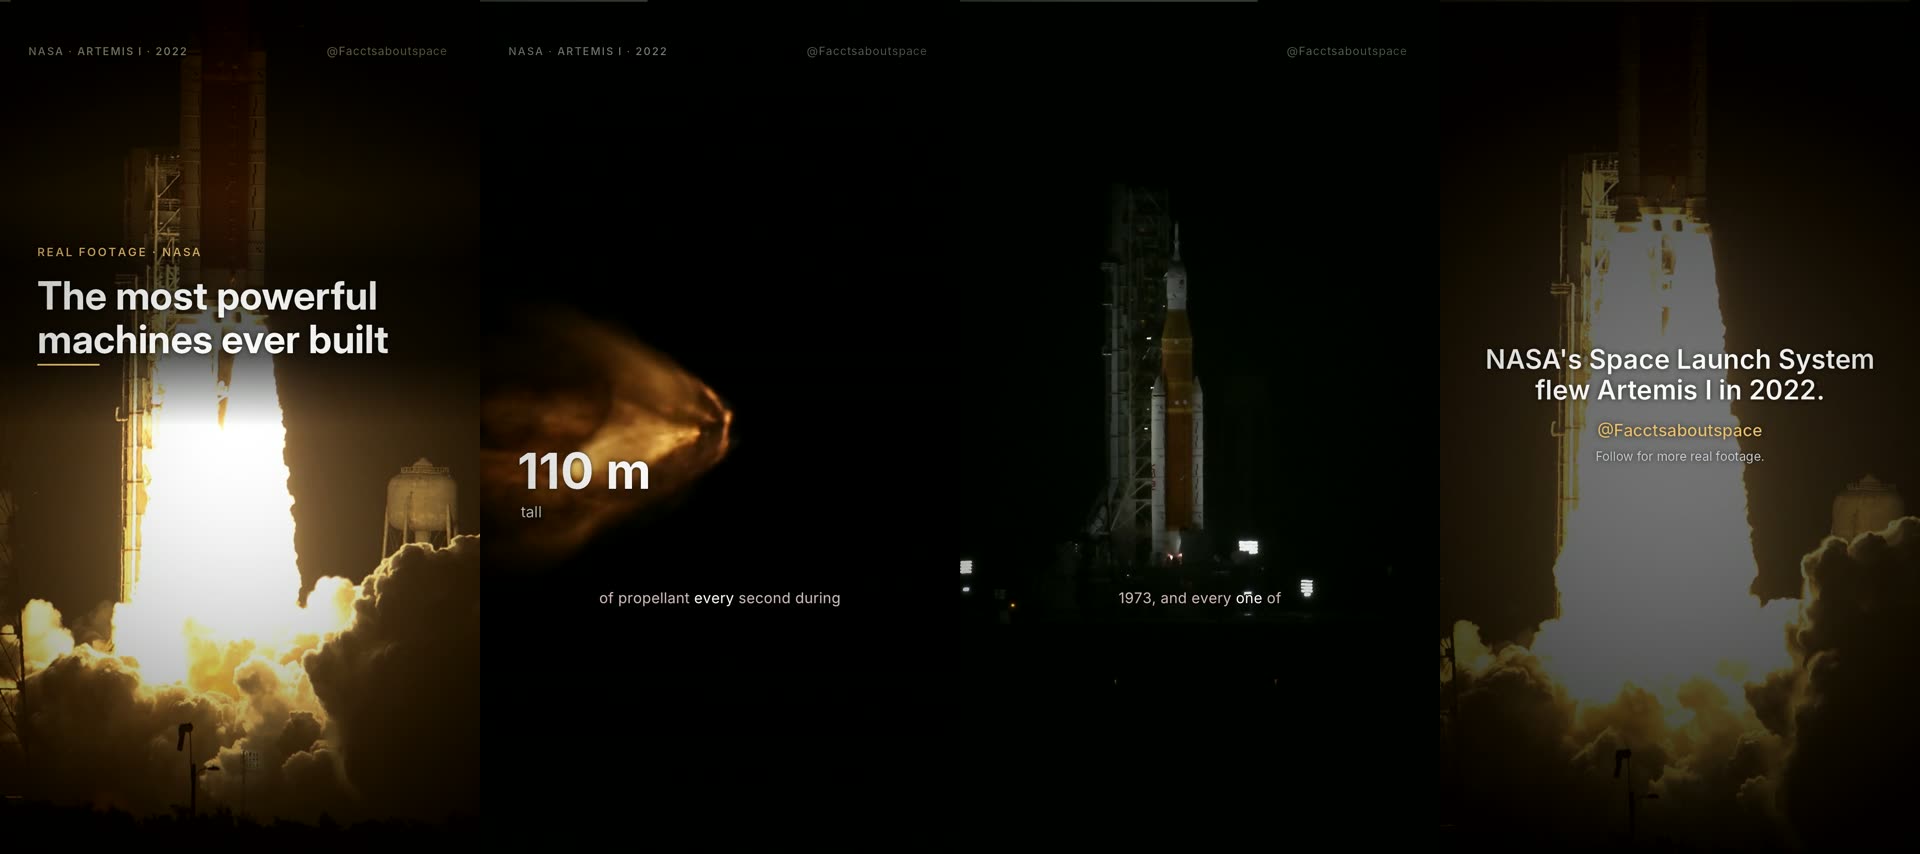 NASA · ARTEMIS I · 2022
@Facctsaboutspace
REAL FOOTAGE · NASA
The most powerful
machines ever built
NASA · ARTEMIS I · 2022
@Facctsaboutspace
110 m
tall
of propellant every second during
@Facctsaboutspace
1973, and every one of
NASA's Space Launch System
flew Artemis I in 2022.
@Facctsaboutspace
Follow for more real footage.